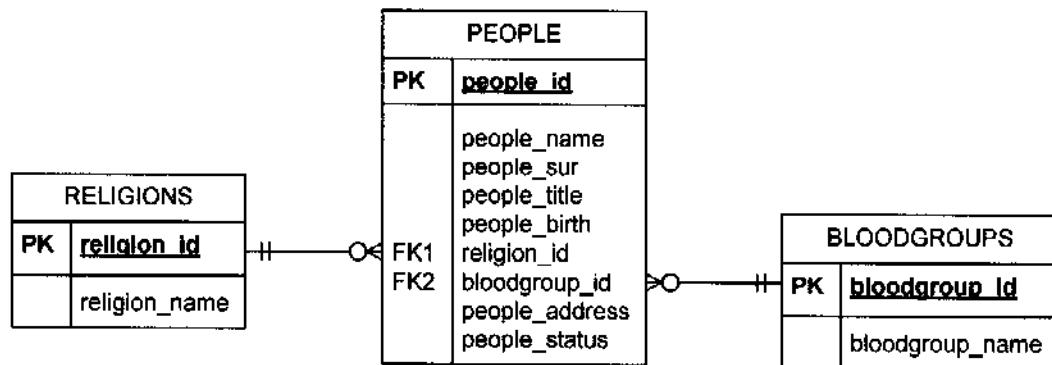 PEOPLE
PK people_id
people_name
people_sur
people_title
people_birth
FK1 religion_id
FK2 bloodgroup_id
people_address
people_status
RELIGIONS
PK religion_id
religion_name
BLOODGROUPS
PK bloodgroup_id
bloodgroup_name